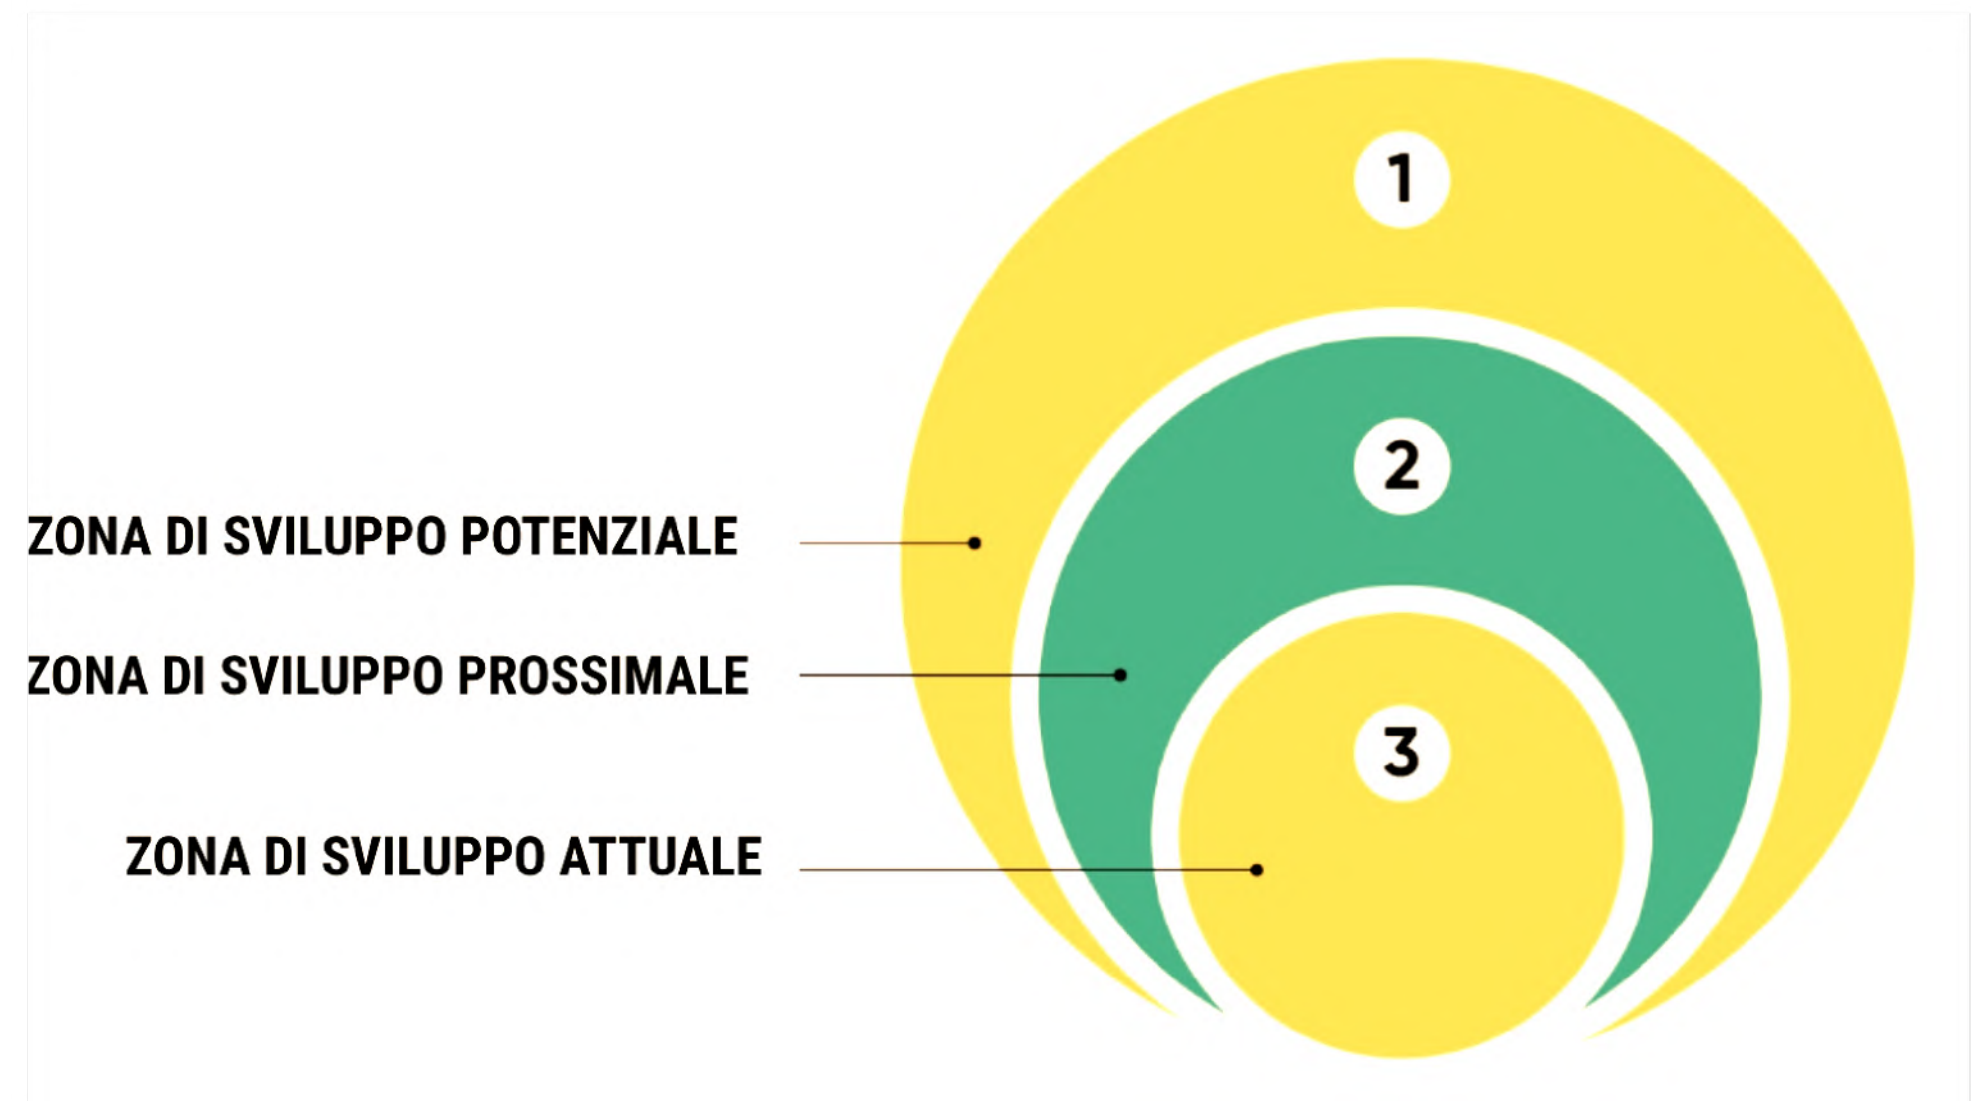 1
2
ZONA DI SVILUPPO POTENZIALE
ZONA DI SVILUPPO PROSSIMALE
3
ZONA DI SVILUPPO ATTUALE